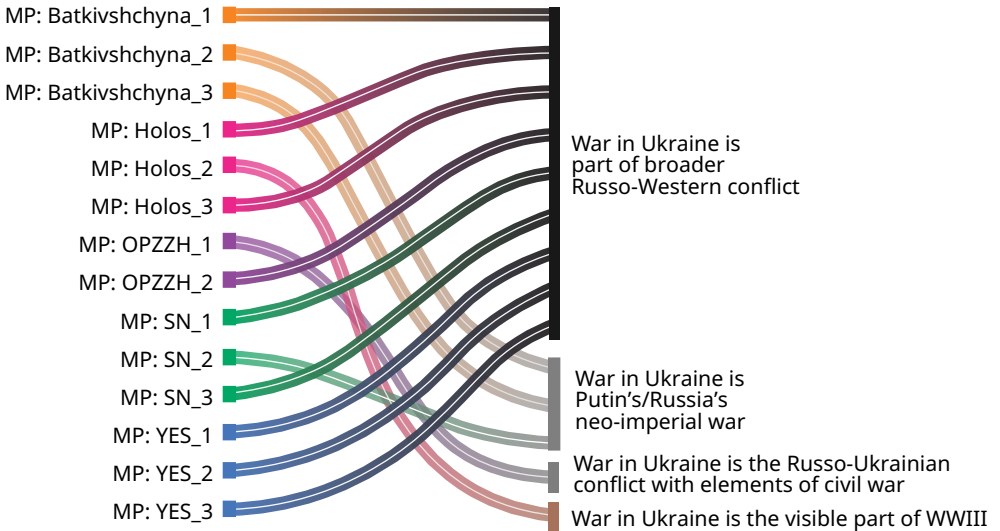 MP: Batkivshchyna_1
MP: Batkivshchyna_2
MP: Batkivshchyna_3
MP: Holos_1
MP: Holos_2
MP: Holos_3
MP: OPZZH_1
MP: OPZZH_2
MP: SN_1
MP: SN_2
MP: SN_3
MP: YES_1
MP: YES_2
MP: YES_3
War in Ukraine is
part of broader
Russo-Western conflict
War in Ukraine is
Putin’s/Russia’s
neo-imperial war
War in Ukraine is the Russo-Ukrainian
conflict with elements of civil war
War in Ukraine is the visible part of WWIII